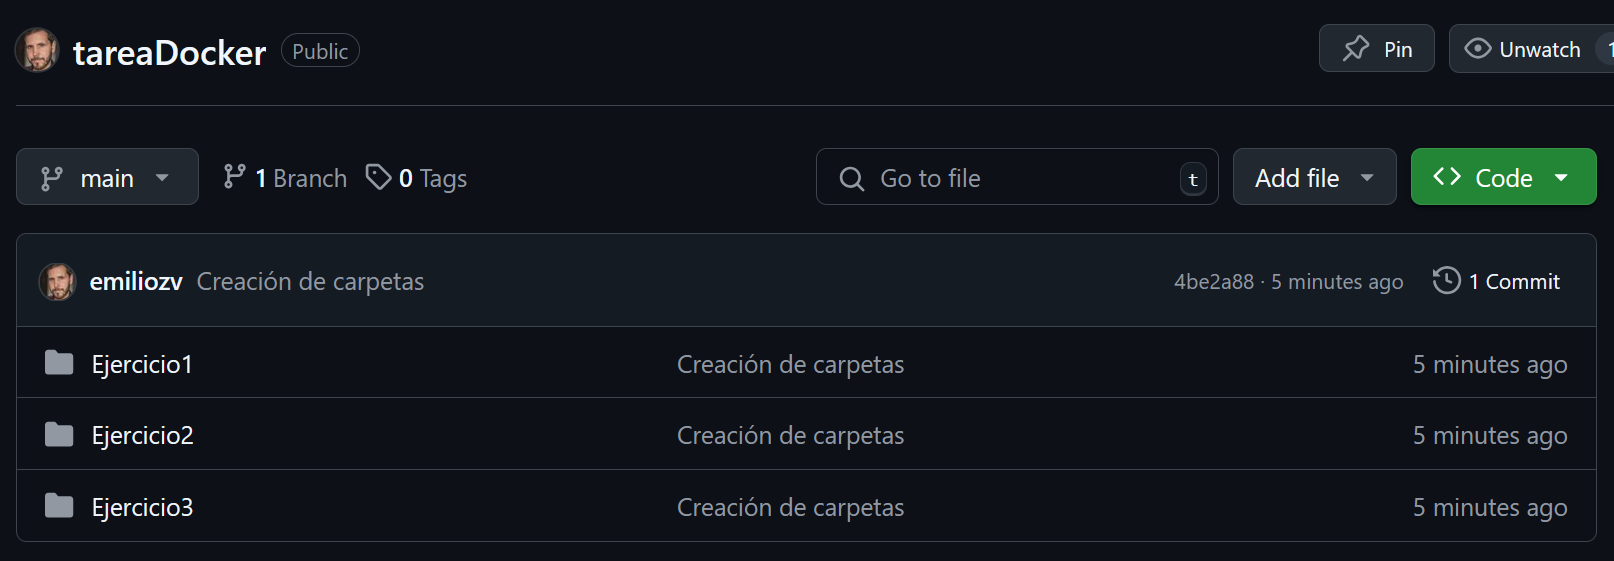 tareaDocker Public Pin Unwatch 1
main 1 Branch 0 Tags Go to file t Add file Code
emiliozv Creación de carpetas 4be2a88 · 5 minutes ago 1 Commit
Ejercicio1 Creación de carpetas 5 minutes ago
Ejercicio2 Creación de carpetas 5 minutes ago
Ejercicio3 Creación de carpetas 5 minutes ago